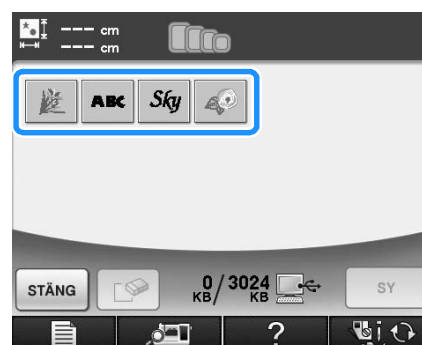 --- cm
--- cm
ABC Sky
STÄNG 0 KB / 3024 KB SY
? i